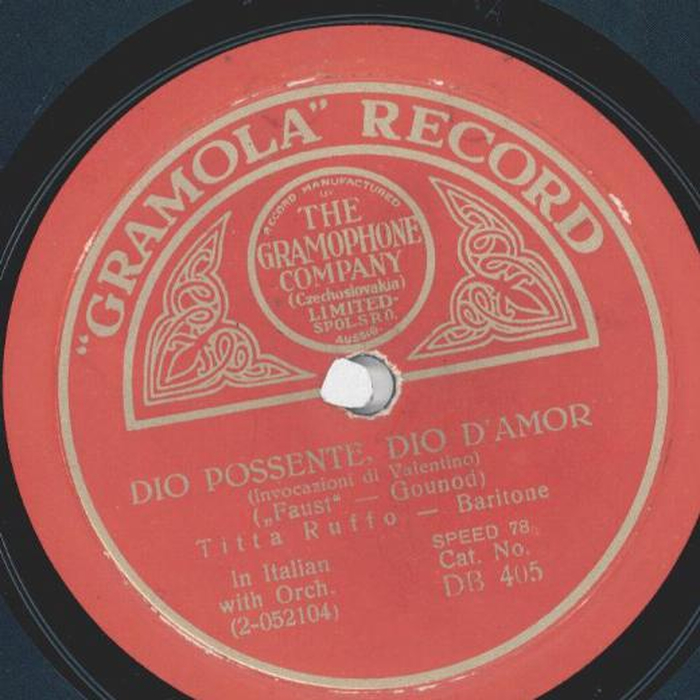 "GRAMOLA" RECORD
RECORD MANUFACTURED
THE
GRAMOPHONE
COMPANY
(Czechoslovakia)
LIMITED·
SPOL.S R.O.
AUSSIG·
DIO POSSENTE, DIO D'AMOR
(Invocazioni di Valentino)
(„Faust“ — Gounod)
Titta Ruffo — Baritone
In Italian
with Orch.
(2-052104)
SPEED 78
Cat. No.
DB 405